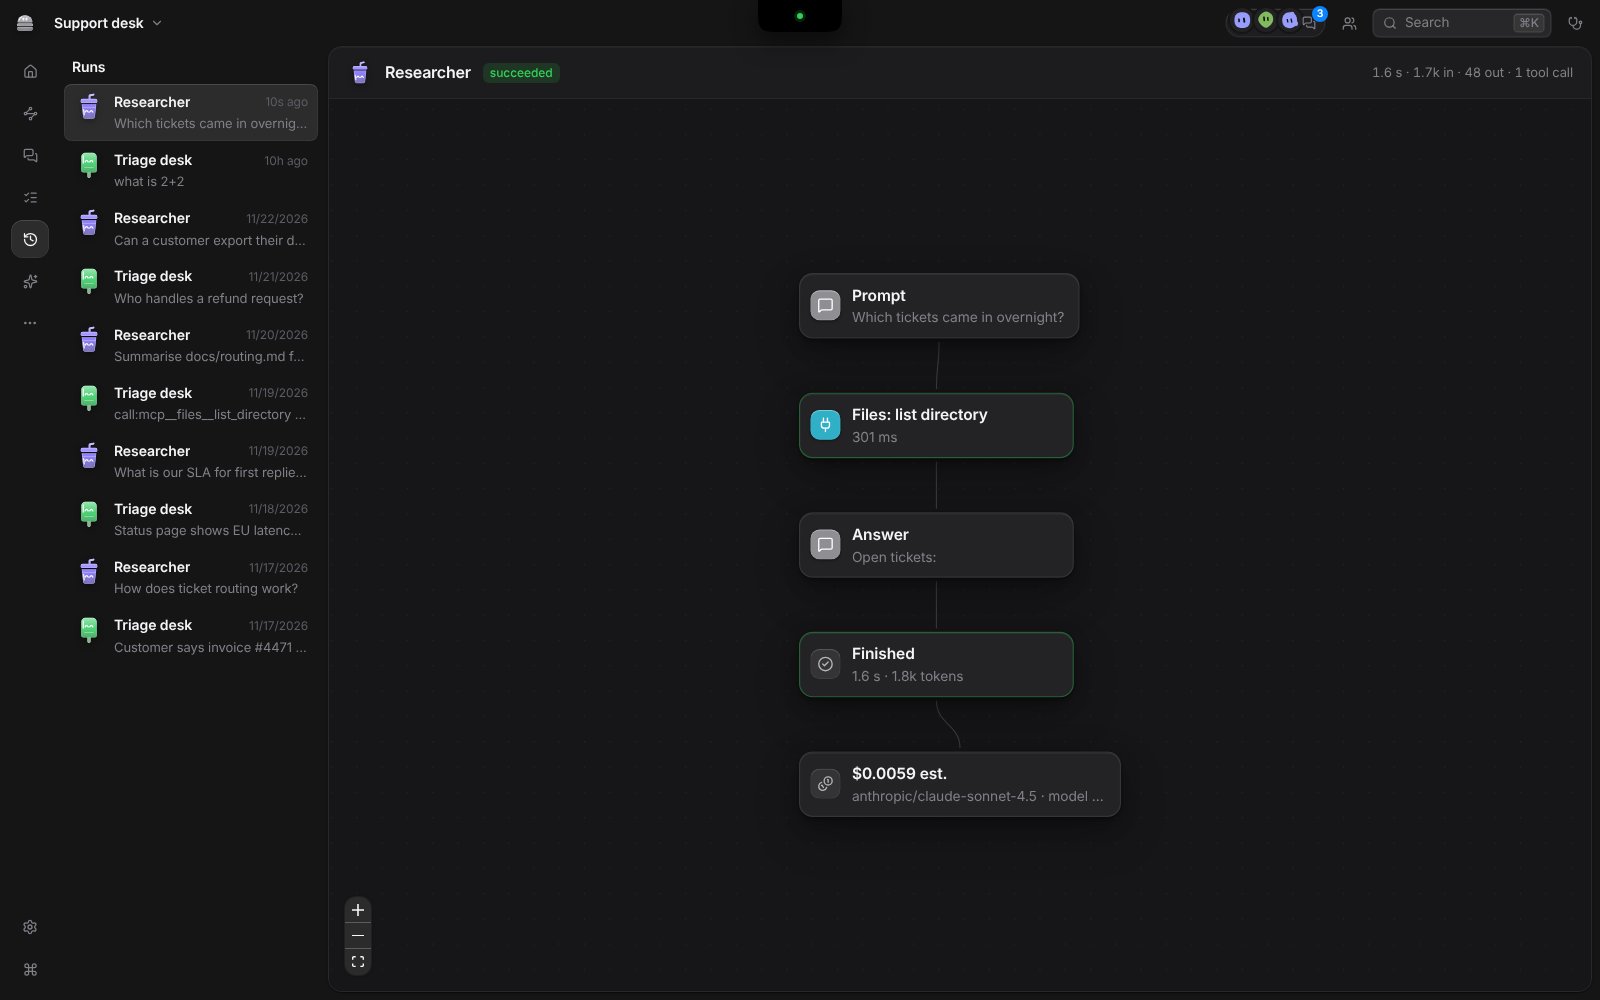 Support desk
3
Search
⌘K
Runs
Researcher
10s ago
Which tickets came in overnig...
Triage desk
10h ago
what is 2+2
Researcher
11/22/2026
Can a customer export their d...
Triage desk
11/21/2026
Who handles a refund request?
Researcher
11/20/2026
Summarise docs/routing.md f...
Triage desk
11/19/2026
call:mcp__files__list_directory ...
Researcher
11/19/2026
What is our SLA for first replie...
Triage desk
11/18/2026
Status page shows EU latenc...
Researcher
11/17/2026
How does ticket routing work?
Triage desk
11/17/2026
Customer says invoice #4471 ...
Researcher
succeeded
1.6 s · 1.7k in · 48 out · 1 tool call
Prompt
Which tickets came in overnight?
Files: list directory
301 ms
Answer
Open tickets:
Finished
1.6 s · 1.8k tokens
$0.0059 est.
anthropic/claude-sonnet-4.5 · model ...